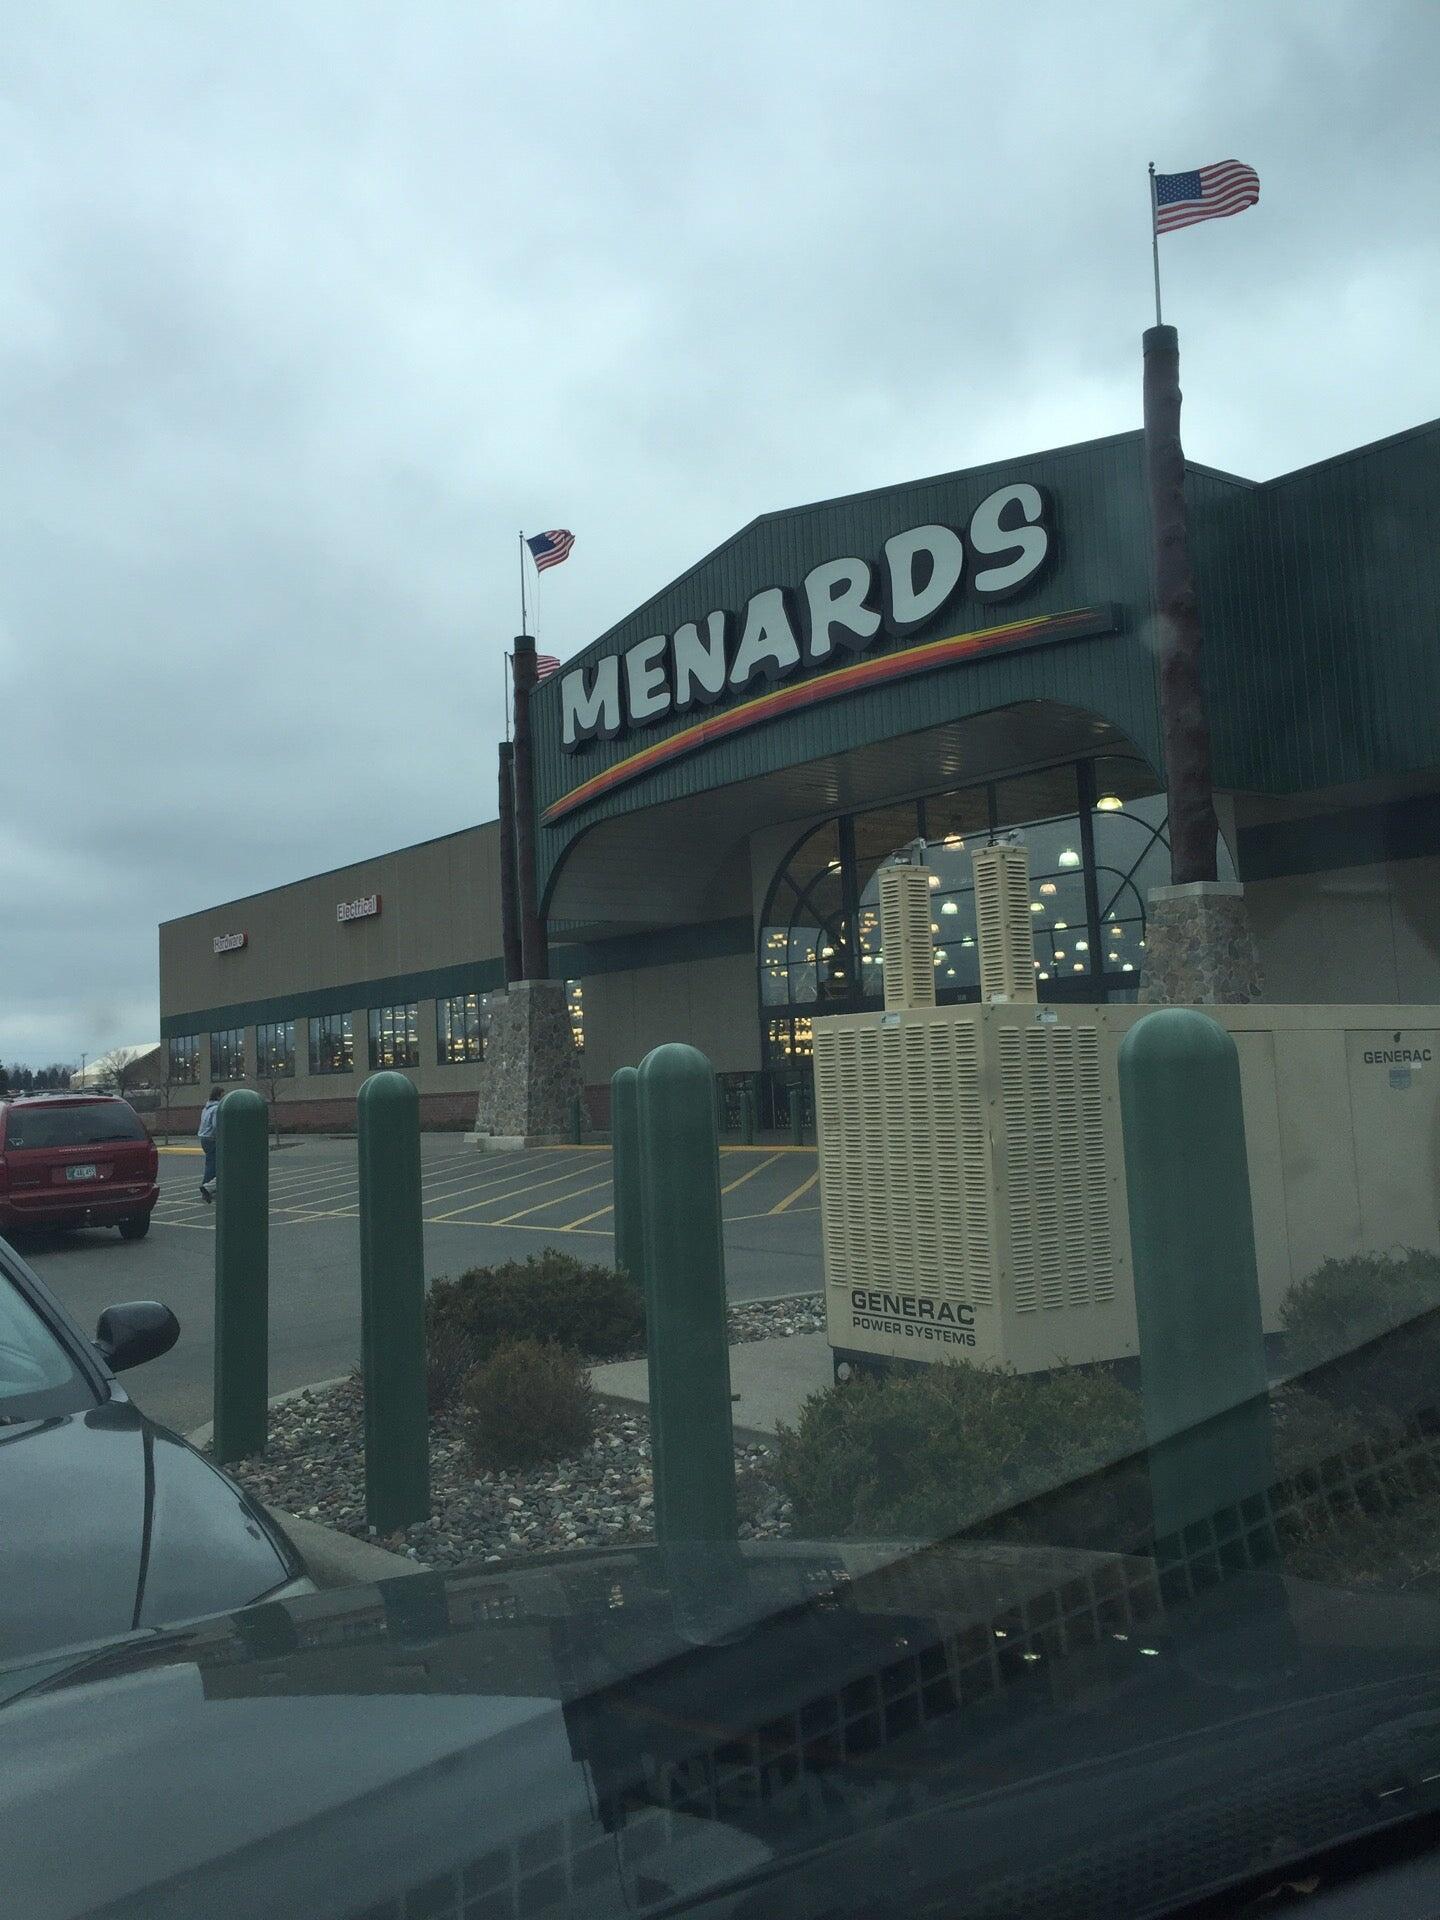 MENARDS
Electrical
Hardware
GENERAC
GENERAC
POWER SYSTEMS